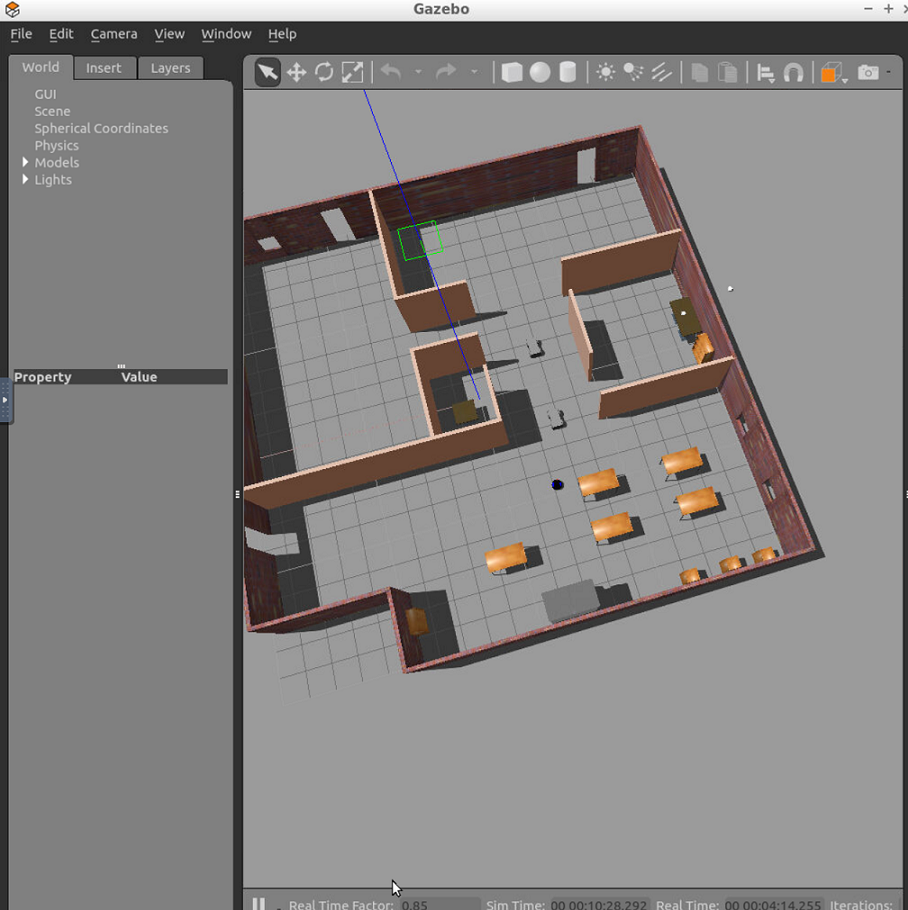 Gazebo
File Edit Camera View Window Help
World Insert Layers
GUI
Scene
Spherical Coordinates
Physics
Models
Lights
Property Value
Real Time Factor: 0.85 Sim Time: 00 00:10:28.292 Real Time: 00 00:04:14.255 Iterations: